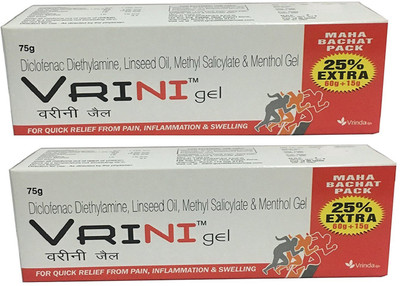 75g
Diclofenac Diethylamine, Linseed Oil, Methyl Salicylate & Menthol Gel
VRINI™ gel
वरीनी जैल
FOR QUICK RELIEF FROM PAIN, INFLAMMATION & SWELLING
MAHA
BACHAT
PACK
25%
EXTRA
60g+15g
Vrinda
75g
Diclofenac Diethylamine, Linseed Oil, Methyl Salicylate & Menthol Gel
VRINI™ gel
वरीनी जैल
FOR QUICK RELIEF FROM PAIN, INFLAMMATION & SWELLING
MAHA
BACHAT
PACK
25%
EXTRA
60g+15g
Vrinda